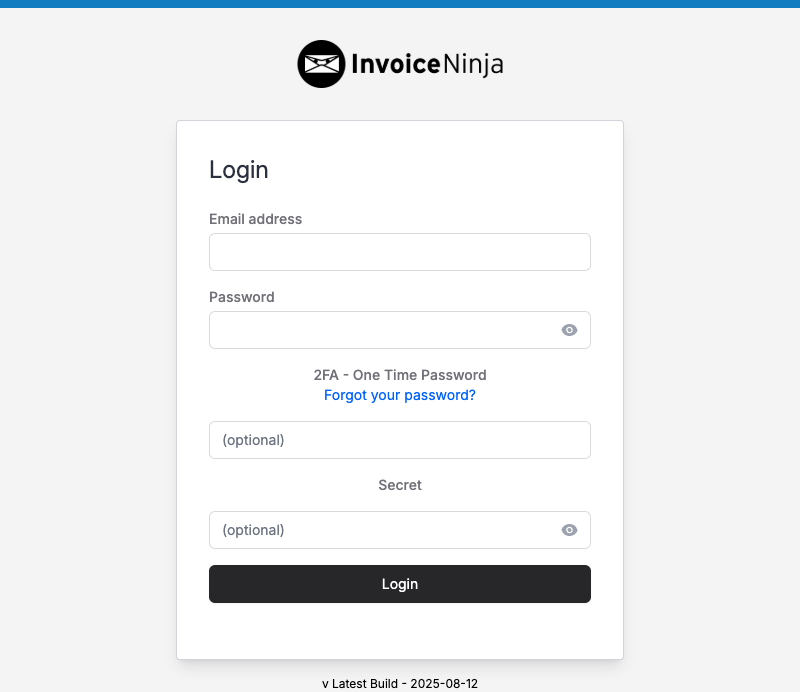 InvoiceNinja
Login
Email address
Password
2FA - One Time Password
Forgot your password?
(optional)
Secret
(optional)
Login
v Latest Build - 2025-08-12